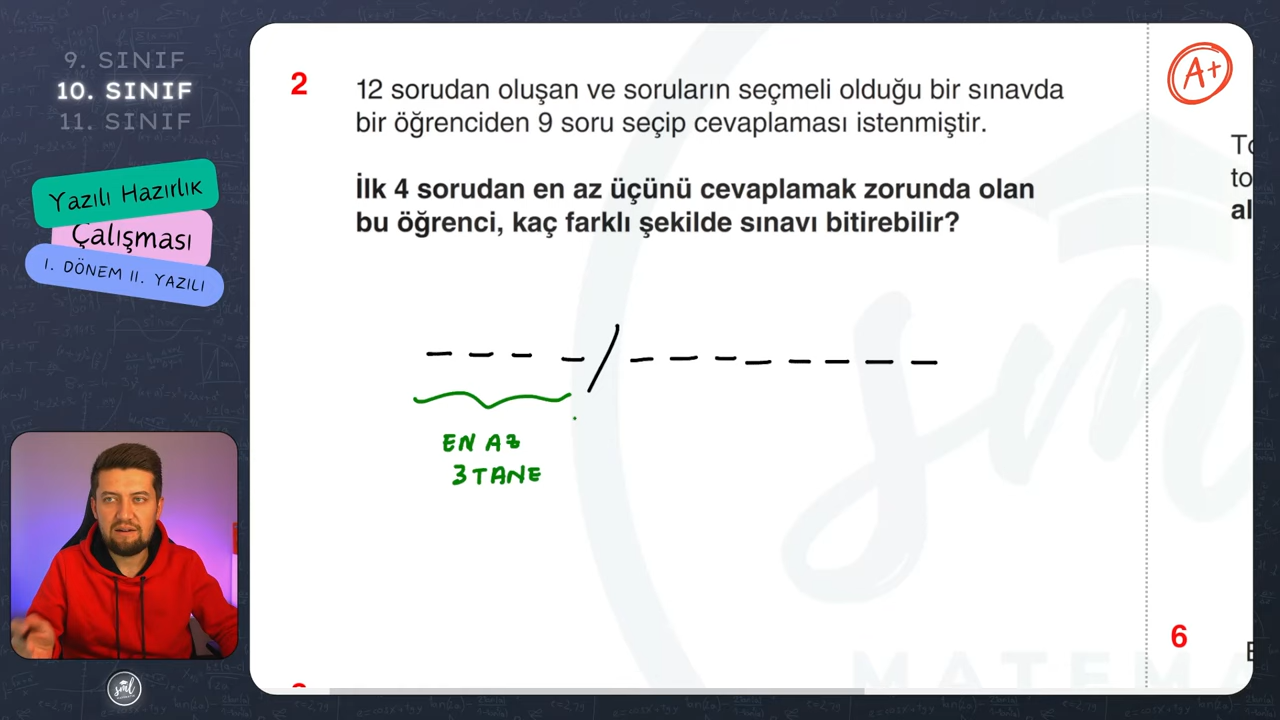 9. SINIF
10. SINIF
11. SINIF
Yazılı Hazırlık
Çalışması
I. DÖNEM II. YAZILI
2
12 sorudan oluşan ve soruların seçmeli olduğu bir sınavda
bir öğrenciden 9 soru seçip cevaplaması istenmiştir.
İlk 4 sorudan en az üçünü cevaplamak zorunda olan
bu öğrenci, kaç farklı şekilde sınavı bitirebilir?
EN AZ
3 TANE
A+
6
sml
MATEMA